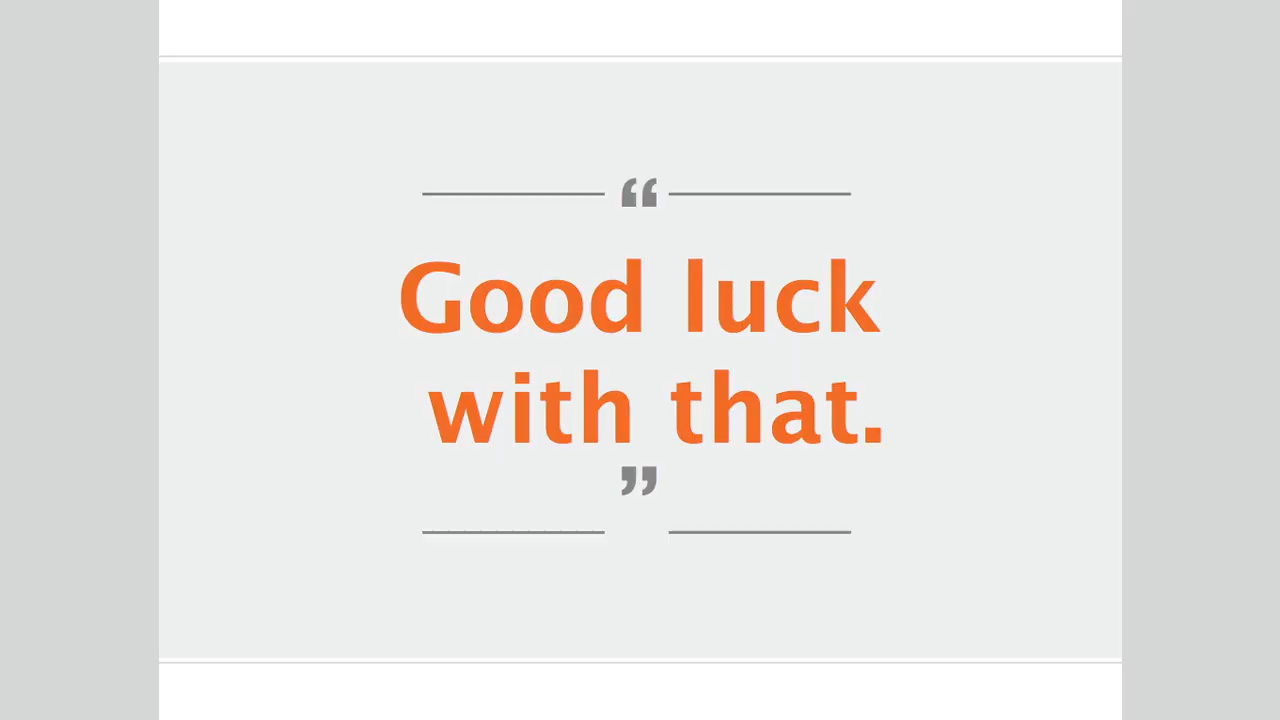 “
Good luck
with that.
”